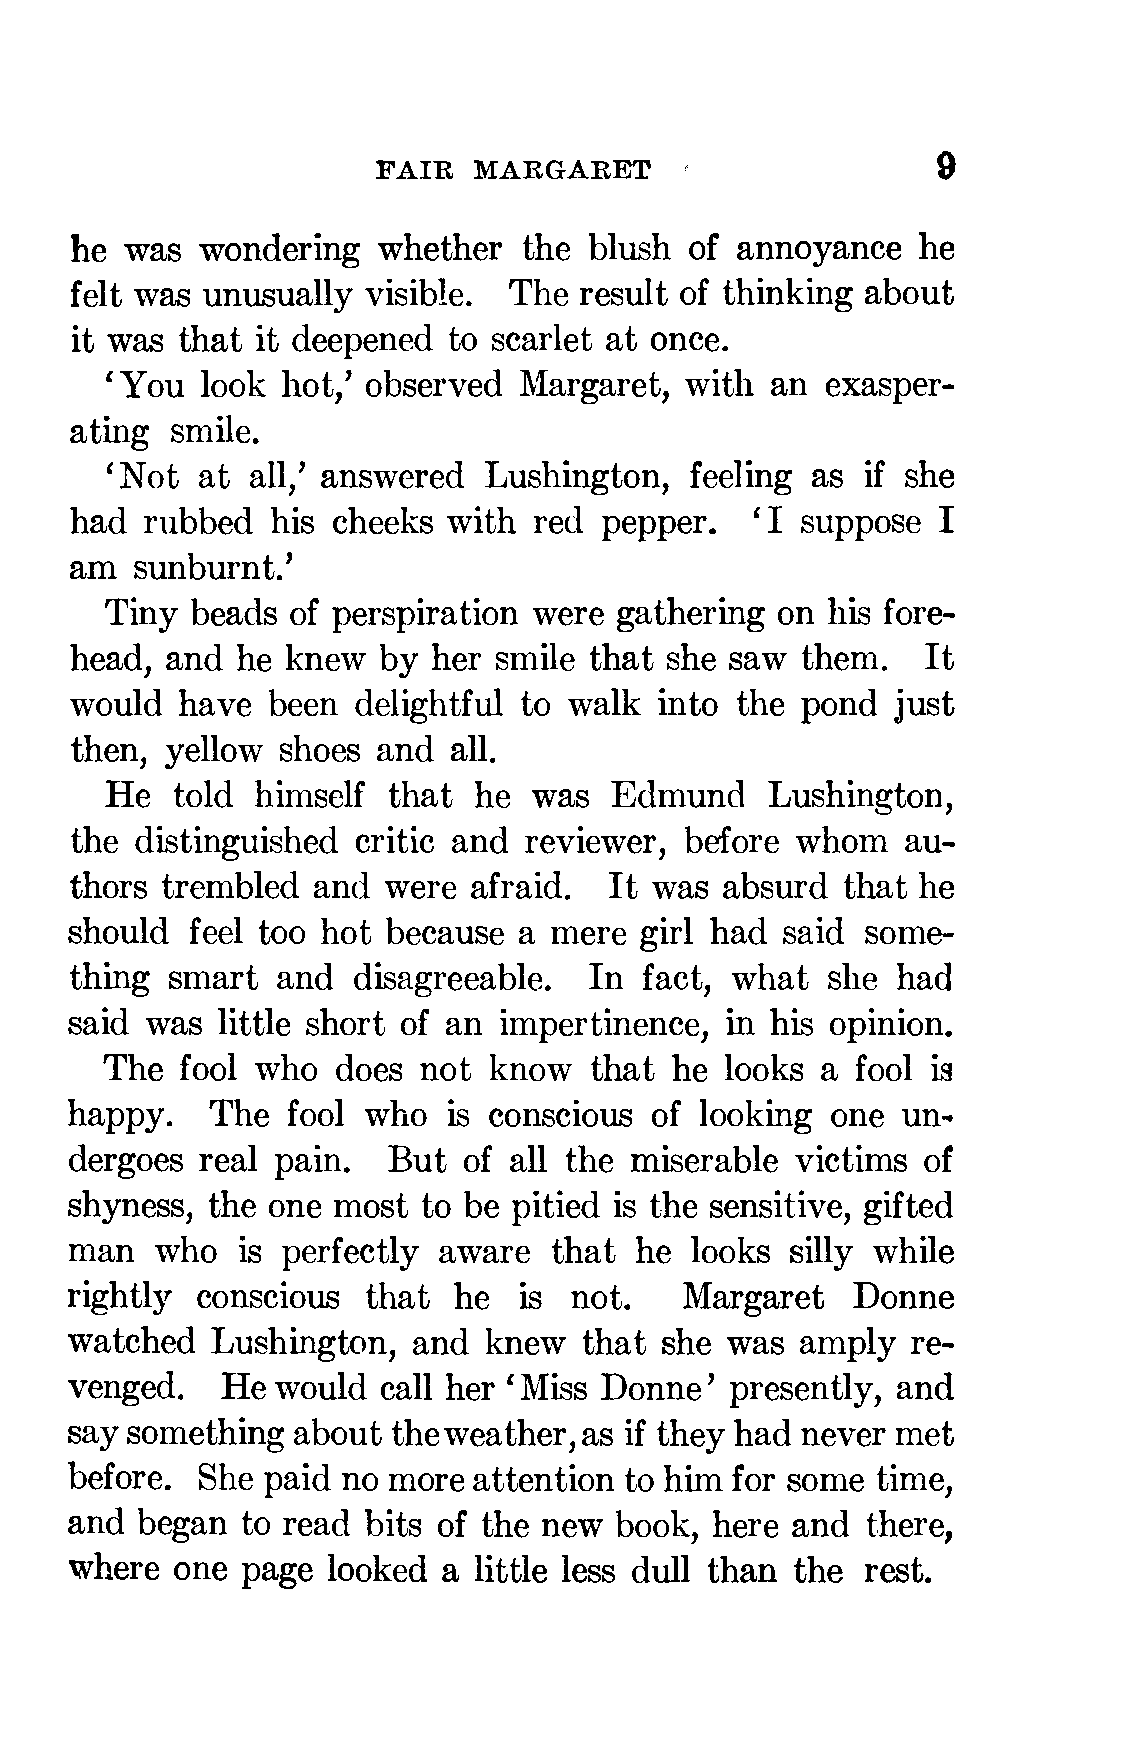 FAIR MARGARET 9
he was wondering whether the blush of annoyance he
felt was unusually visible. The result of thinking about
it was that it deepened to scarlet at once.
‘You look hot,’ observed Margaret, with an exasper-
ating smile.
‘Not at all,’ answered Lushington, feeling as if she
had rubbed his cheeks with red pepper. ‘I suppose I
am sunburnt.’
Tiny beads of perspiration were gathering on his fore-
head, and he knew by her smile that she saw them. It
would have been delightful to walk into the pond just
then, yellow shoes and all.
He told himself that he was Edmund Lushington,
the distinguished critic and reviewer, before whom au-
thors trembled and were afraid. It was absurd that he
should feel too hot because a mere girl had said some-
thing smart and disagreeable. In fact, what she had
said was little short of an impertinence, in his opinion.
The fool who does not know that he looks a fool is
happy. The fool who is conscious of looking one un-
dergoes real pain. But of all the miserable victims of
shyness, the one most to be pitied is the sensitive, gifted
man who is perfectly aware that he looks silly while
rightly conscious that he is not. Margaret Donne
watched Lushington, and knew that she was amply re-
venged. He would call her ‘Miss Donne’ presently, and
say something about theweather, as if they had never met
before. She paid no more attention to him for some time,
and began to read bits of the new book, here and there,
where one page looked a little less dull than the rest.